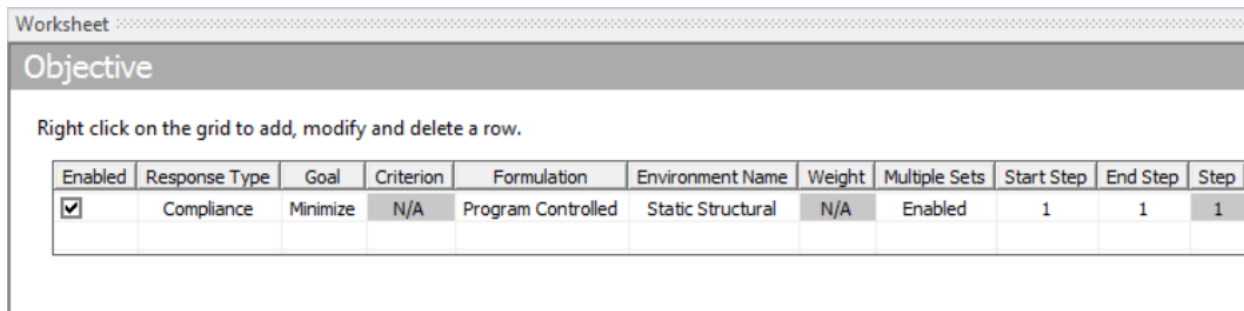 Worksheet
Objective
Right click on the grid to add, modify and delete a row.
Enabled Response Type Goal Criterion Formulation Environment Name Weight Multiple Sets Start Step End Step Step
Compliance Minimize N/A Program Controlled Static Structural N/A Enabled 1 1 1